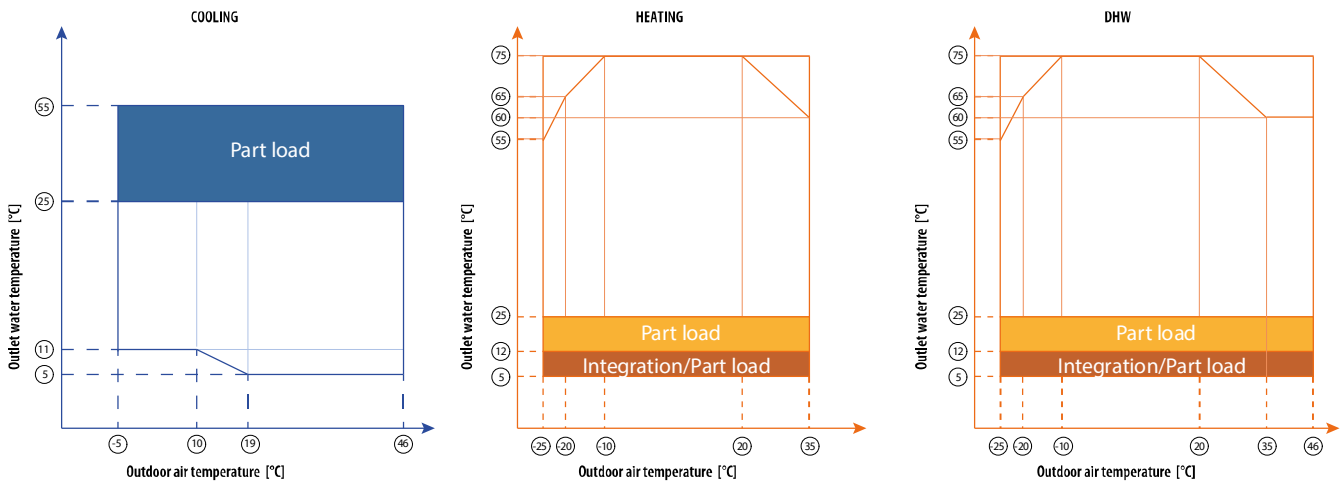 COOLING
55
Part load
25
11
5
-5
10
19
46
Outlet water temperature [°C]
Outdoor air temperature [°C]
HEATING
75
65
60
55
25
Part load
12
Integration/Part load
5
-25
-20
-10
20
35
Outlet water temperature [°C]
Outdoor air temperature [°C]
DHW
75
65
60
55
25
Part load
12
Integration/Part load
5
-25
-20
-10
20
35
46
Outlet water temperature [°C]
Outdoor air temperature [°C]